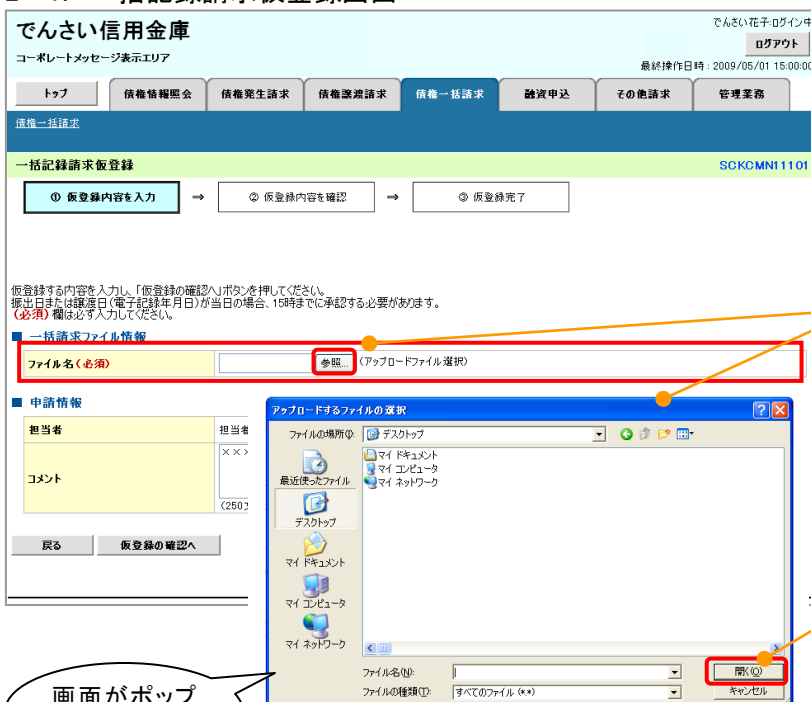 でんさい信用金庫
でんさい花子:ログイン中
コーポレートメッセージ表示エリア
ログアウト
最終操作日時 : 2009/05/01 15:00:00
トップ
債権情報照会
債権発生請求
債権譲渡請求
債権一括請求
融資申込
その他請求
管理業務
債権一括請求
一括記録請求仮登録
SCKCMN11101
① 仮登録内容を入力
⇒
② 仮登録内容を確認
⇒
③ 仮登録完了
仮登録する内容を入力し、「仮登録の確認へ」ボタンを押してください。
振出日または譲渡日(電子記録年月日)が当日の場合、15時までに承認する必要があります。
(必須)欄は必ず入力してください。
■ 一括請求ファイル情報
ファイル名(必須)
参照...
(アップロードファイル選択)
■ 申請情報
担当者
コメント
(250
戻る
仮登録の確認へ
アップロードするファイルの選択
ファイルの場所(I):
デスクトップ
マイ ドキュメント
マイ コンピュータ
マイ ネットワーク
最近使ったファイル
デスクトップ
マイ ドキュメント
マイ コンピュータ
マイ ネットワーク
ファイル名(N):
開く(O)
ファイルの種類(T):
すべてのファイル (*.*)
キャンセル
画面がポップ